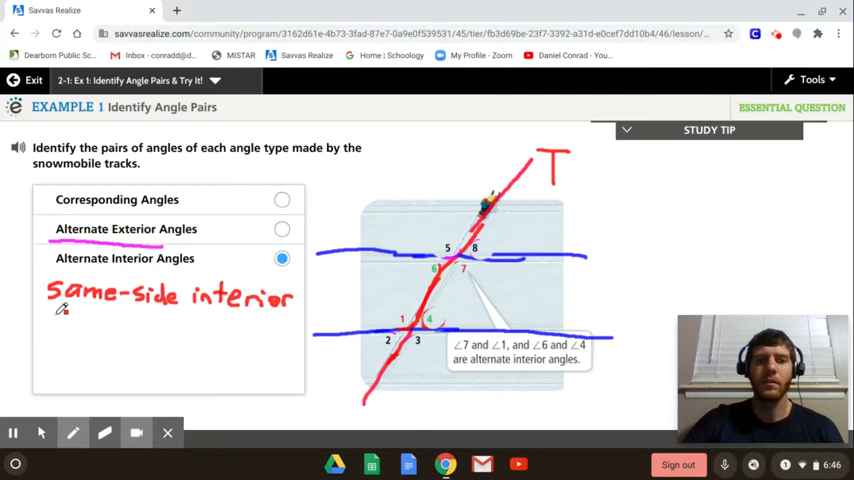 Savvas Realize
savvasrealize.com/community/program/3162d61e-4b73-3faf-87e7-0a9e0f35931d/45/tier/fb3d69be-23f7-3392-a31d-e0cef7dd10b4/46/lesson/...
Dearborn Public Sc...
Inbox - conradd@d...
MISTAR
Savvas Realize
Home | Schoology
My Profile - Zoom
Daniel Conrad - You...
Exit
2-1: Ex 1: Identify Angle Pairs & Try It!
Tools
EXAMPLE 1 Identify Angle Pairs
ESSENTIAL QUESTION
STUDY TIP
Identify the pairs of angles of each angle type made by the
snowmobile tracks.
T
Corresponding Angles
Alternate Exterior Angles
Alternate Interior Angles
same-side interior
5
8
6
7
1
4
2
3
∠7 and ∠1, and ∠6 and ∠4
are alternate interior angles.
Sign out
1
6:46